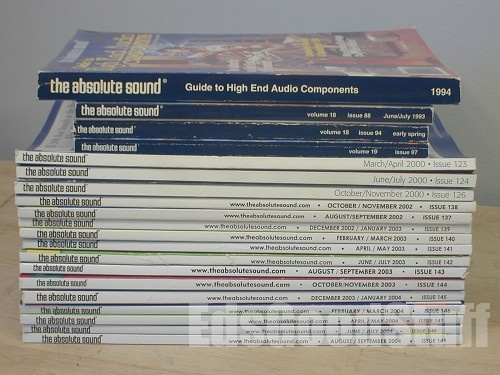 the absolute sound® Guide to High End Audio Components 1994
the absolute sound® volume 18 issue 88 June/July 1993
the absolute sound® volume 18 issue 94 early spring
the absolute sound® volume 19 issue 97
the absolute sound® March/April 2000 • Issue 123
the absolute sound® June/July 2000 • Issue 124
the absolute sound® October/November 2000 • Issue 126
the absolute sound® www.theabsolutesound.com • OCTOBER / NOVEMBER 2002 • ISSUE 138
the absolute sound® www.theabsolutesound.com • AUGUST/SEPTEMBER 2002 • ISSUE 137
the absolute sound® www.theabsolutesound.com • DECEMBER 2002 / JANUARY 2003 • ISSUE 139
the absolute sound® www.theabsolutesound.com • FEBRUARY / MARCH 2003 • ISSUE 140
the absolute sound® www.theabsolutesound.com • APRIL / MAY 2003 • ISSUE 141
the absolute sound® www.theabsolutesound.com • JUNE / JULY 2003 • ISSUE 142
the absolute sound® www.theabsolutesound.com • AUGUST / SEPTEMBER 2003 • ISSUE 143
the absolute sound® www.theabsolutesound.com • OCTOBER/NOVEMBER 2003 • ISSUE 144
the absolute sound® www.theabsolutesound.com • DECEMBER 2003 / JANUARY 2004 • ISSUE 145
the absolute sound® www.theabsolutesound.com • FEBRUARY / MARCH 2004 • ISSUE 146
the absolute sound® www.theabsolutesound.com • APRIL / MAY 2004 • ISSUE 147
the absolute sound® www.theabsolutesound.com • JUNE / JULY 2004 • ISSUE 148
the absolute sound® www.theabsolutesound.com • AUGUST / SEPTEMBER 2004 • ISSUE 149